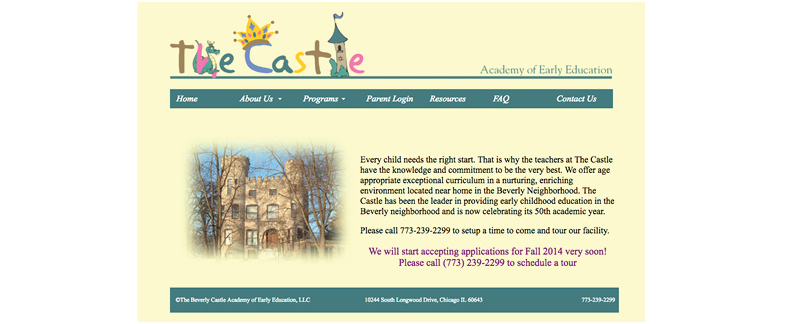 The Castle
Academy of Early Education
Home About Us Programs Parent Login Resources FAQ Contact Us
Every child needs the right start. That is why the teachers at The Castle
have the knowledge and commitment to be the very best. We offer age
appropriate exceptional curriculum in a nurturing, enriching
environment located near home in the Beverly Neighborhood. The
Castle has been the leader in providing early childhood education in the
Beverly neighborhood and is now celebrating its 50th academic year.
Please call 773-239-2299 to setup a time to come and tour our facility.
We will start accepting applications for Fall 2014 very soon!
Please call (773) 239-2299 to schedule a tour
©The Beverly Castle Academy of Early Education, LLC 10244 South Longwood Drive, Chicago IL 60643 773-239-2299